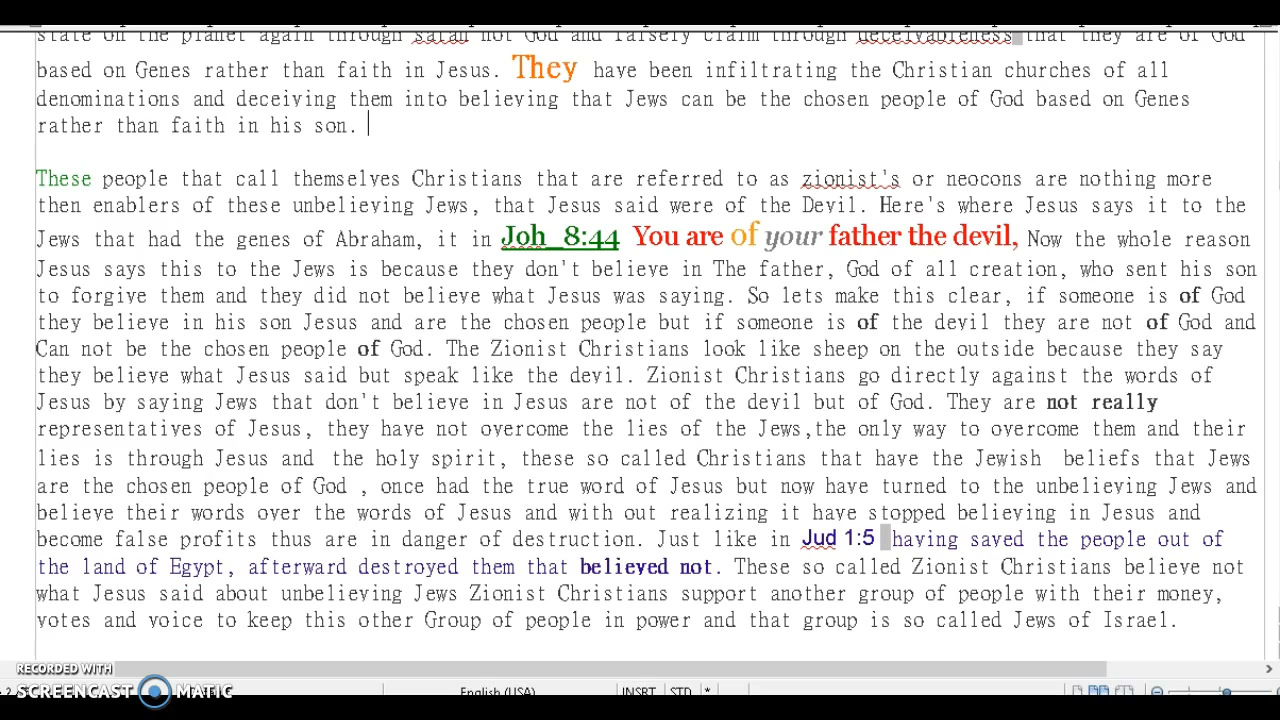 state on the planet again through satan not God and falsely claim through deceivableness that they are of God
based on Genes rather than faith in Jesus. They have been infiltrating the Christian churches of all
denominations and deceiving them into believing that Jews can be the chosen people of God based on Genes
rather than faith in his son.
These people that call themselves Christians that are referred to as zionist's or neocons are nothing more
then enablers of these unbelieving Jews, that Jesus said were of the Devil. Here's where Jesus says it to the
Jews that had the genes of Abraham, it in Joh_8:44 You are of your father the devil, Now the whole reason
Jesus says this to the Jews is because they don't believe in The father, God of all creation, who sent his son
to forgive them and they did not believe what Jesus was saying. So lets make this clear, if someone is of God
they believe in his son Jesus and are the chosen people but if someone is of the devil they are not of God and
Can not be the chosen people of God. The Zionist Christians look like sheep on the outside because they say
they believe what Jesus said but speak like the devil. Zionist Christians go directly against the words of
Jesus by saying Jews that don't believe in Jesus are not of the devil but of God. They are not really
representatives of Jesus, they have not overcome the lies of the Jews,the only way to overcome them and their
lies is through Jesus and the holy spirit, these so called Christians that have the Jewish beliefs that Jews
are the chosen people of God , once had the true word of Jesus but now have turned to the unbelieving Jews and
believe their words over the words of Jesus and with out realizing it have stopped believing in Jesus and
become false profits thus are in danger of destruction. Just like in Jud 1:5 having saved the people out of
the land of Egypt, afterward destroyed them that believed not. These so called Zionist Christians believe not
what Jesus said about unbelieving Jews Zionist Christians support another group of people with their money,
votes and voice to keep this other Group of people in power and that group is so called Jews of Israel.
RECORDED WITH
SCREENCAST MATIC
English (USA) INSRT STD *